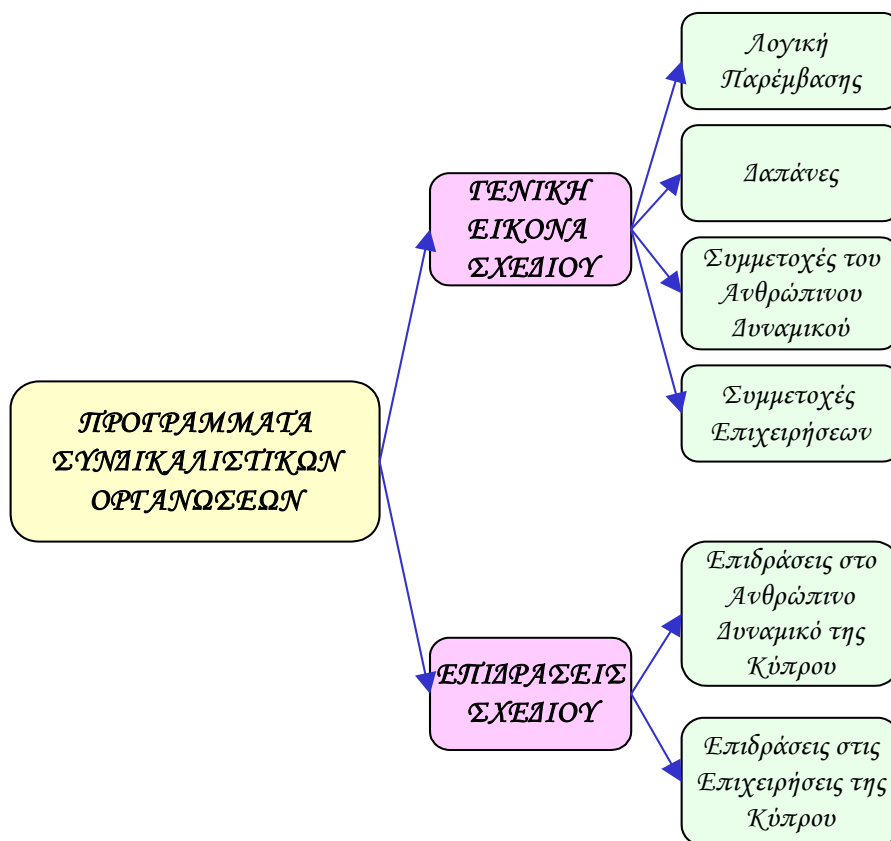 Λογική
Παρέμβασης
Δαπάνες
ΓΕΝΙΚΗ
ΕΙΚΟΝΑ
ΣΧΕΔΙΟΥ
Συμμετοχές του
Ανθρώπινου
Δυναμικού
Συμμετοχές
Επιχειρήσεων
ΠΡΟΓΡΑΜΜΑΤΑ
ΣΥΝΔΙΚΑΛΙΣΤΙΚΩΝ
ΟΡΓΑΝΩΣΕΩΝ
Επιδράσεις στο
Ανθρώπινο
Δυναμικό της
Κύπρου
ΕΠΙΔΡΑΣΕΙΣ
ΣΧΕΔΙΟΥ
Επιδράσεις στις
Επιχειρήσεις της
Κύπρου